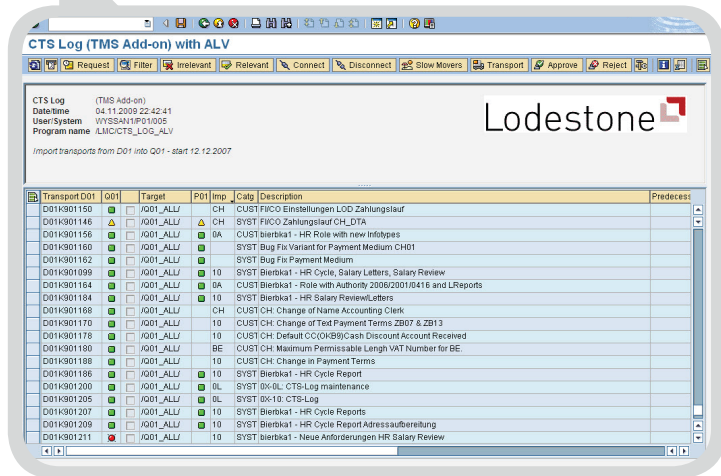 CTS Log (TMS Add-on) with ALV
Request Filter Irrelevant Relevant Connect Disconnect Slow Movers Transport Approve Reject
CTS Log (TMS Add-on)
Date/time 04.11.2009 22:42:41
User/System WYSSAN1/P01/005
Program name /LMC/CTS_LOG_ALV
Import transports from D01 into Q01 - start 12.12.2007
Lodestone
Transport D01 Q01 Target P01 Imp Catg Description Predecess
D01K901150 /Q01_ALL/ CH CUST FI/CO Einstellungen LOD Zahlungslauf
D01K901146 /Q01_ALL/ CH SYST FI/CO Zahlungslauf CH_DTA
D01K901156 /Q01_ALL/ 0A CUST bierbka1 - HR Role with new Infotypes
D01K901160 /Q01_ALL/ SYST Bug Fix Variant for Payment Medium CH01
D01K901162 /Q01_ALL/ SYST Bug Fix Payment Medium
D01K901099 /Q01_ALL/ 10 SYST Bierbka1 - HR Cycle, Salary Letters, Salary Review
D01K901164 /Q01_ALL/ 0A CUST Bierbka1 - Role with Authority 2006/2001/0416 and LReports
D01K901184 /Q01_ALL/ 10 SYST Bierbka1 - HR Salary Review/Letters
D01K901168 /Q01_ALL/ CH CUST CH: Change of Name Accounting Clerk
D01K901170 /Q01_ALL/ 10 CUST CH: Change of Text Payment Terms ZB07 & ZB13
D01K901178 /Q01_ALL/ 10 CUST CH: Default CC(OKB9)Cash Discount Account Received
D01K901180 /Q01_ALL/ BE CUST CH: Maximum Permissable Lengh VAT Number for BE.
D01K901188 /Q01_ALL/ 10 CUST CH: Change in Payment Terms
D01K901186 /Q01_ALL/ 10 SYST Bierbka1 - HR Cycle Report
D01K901200 /Q01_ALL/ 0L SYST 0X-0L: CTS-Log maintenance
D01K901205 /Q01_ALL/ 0L SYST 0X-10: CTS-Log
D01K901207 /Q01_ALL/ 10 SYST Bierbka1 - HR Cycle Reports
D01K901209 /Q01_ALL/ 10 SYST Bierbka1 - HR Cycle Report Adressaufbereitung
D01K901211 /Q01_ALL/ 10 SYST bierbka1 - Neue Anforderungen HR Salary Review